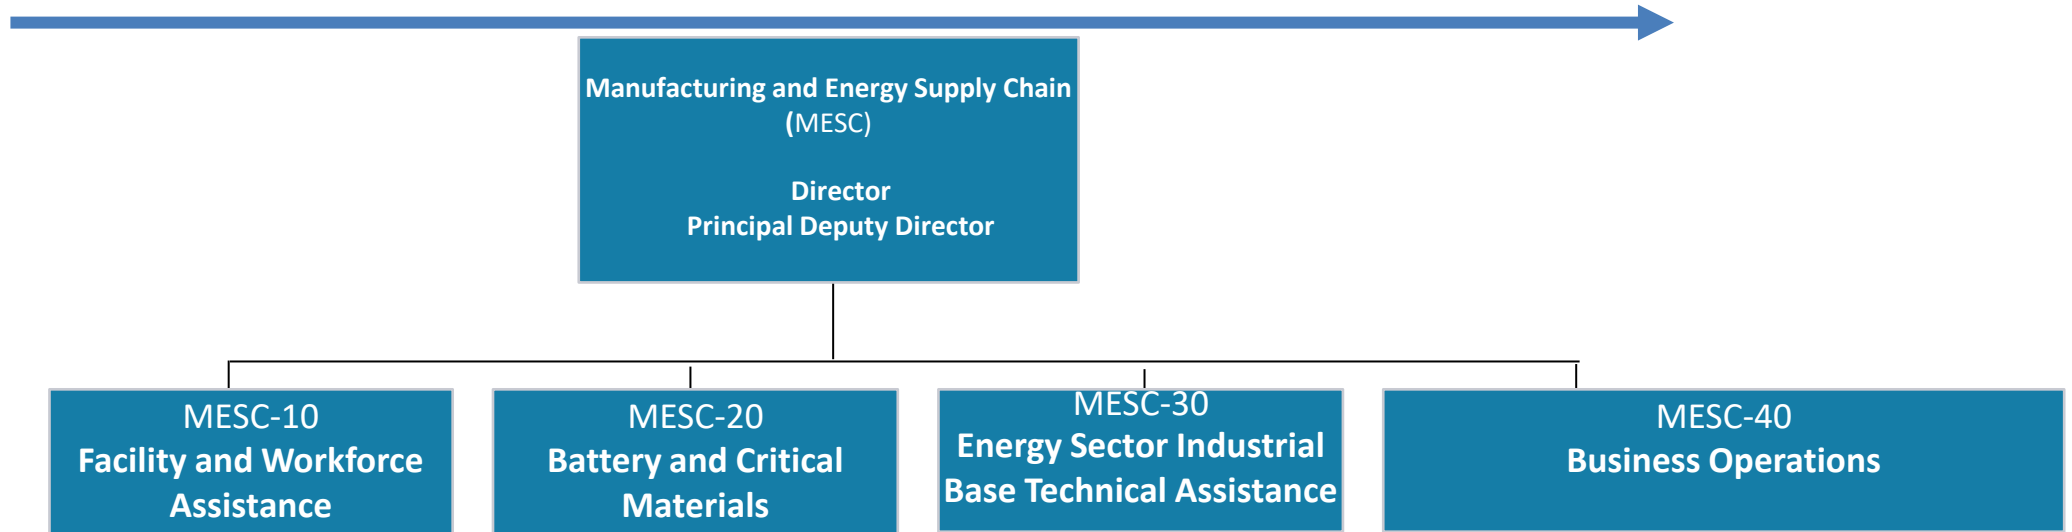 Manufacturing and Energy Supply Chain
(MESC)
Director
Principal Deputy Director
MESC-10
Facility and Workforce
Assistance
MESC-20
Battery and Critical
Materials
MESC-30
Energy Sector Industrial
Base Technical Assistance
MESC-40
Business Operations